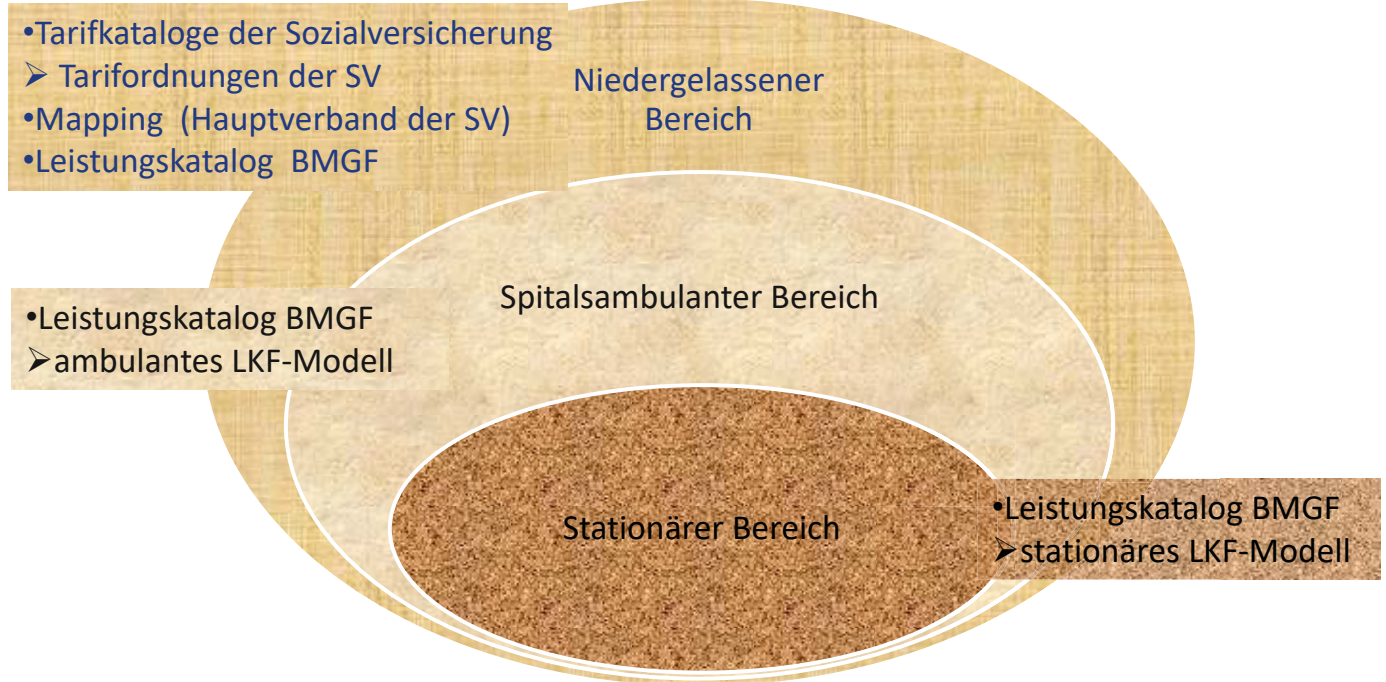 •Tarifkataloge der Sozialversicherung
➢ Tarifordnungen der SV
•Mapping (Hauptverband der SV)
•Leistungskatalog BMGF
Niedergelassener
Bereich
Spitalsambulanter Bereich
•Leistungskatalog BMGF
➢ambulantes LKF-Modell
Stationärer Bereich
•Leistungskatalog BMGF
➢stationäres LKF-Modell